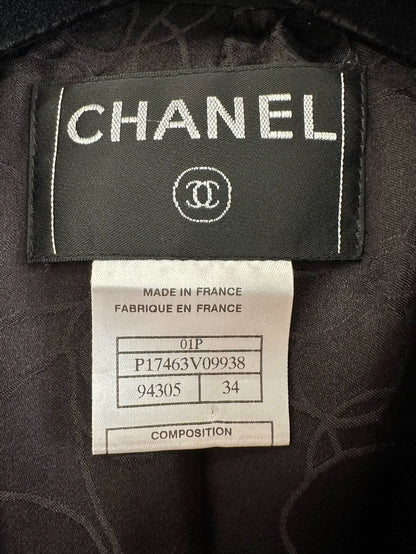 CHANEL
MADE IN FRANCE
FABRIQUE EN FRANCE
01P
P17463V09938
94305 34
COMPOSITION